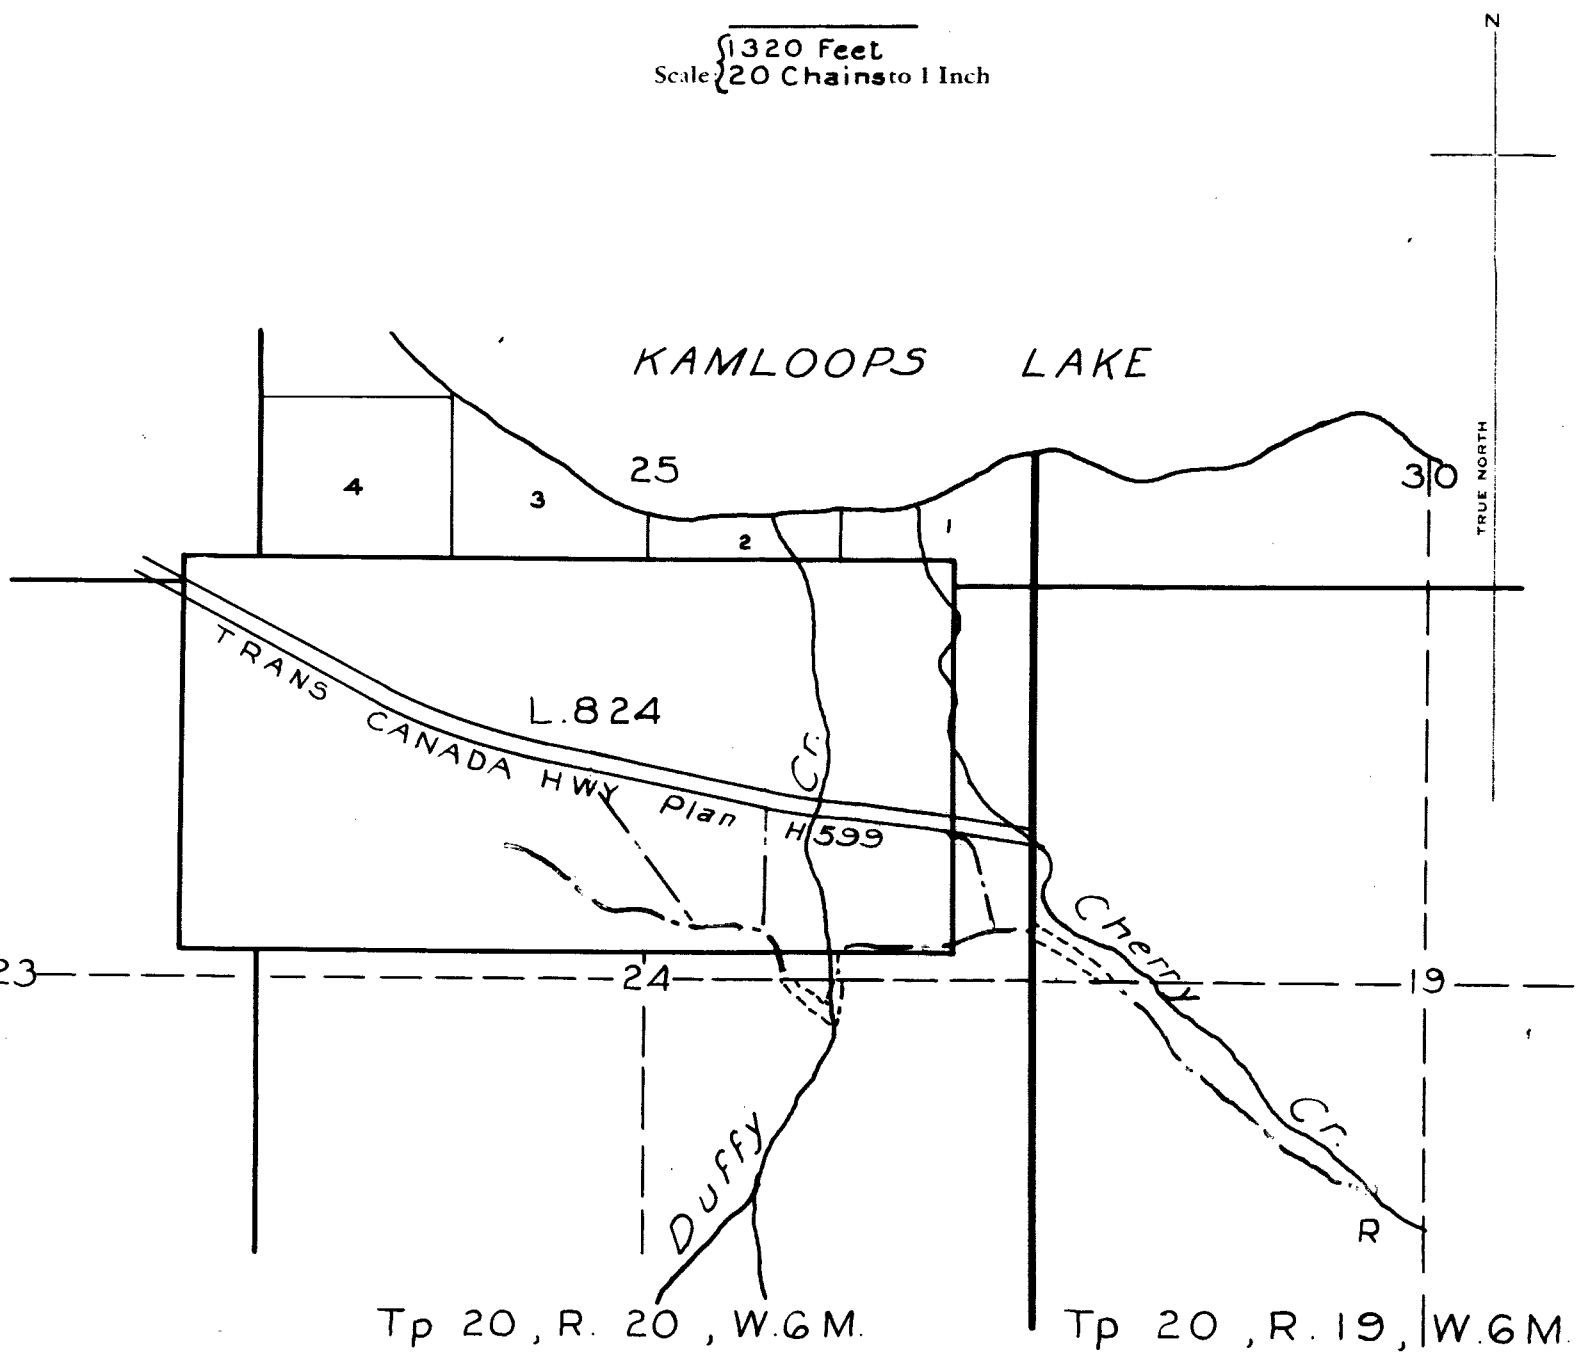 N
1320 Feet
Scale { 20 Chains to 1 Inch
KAMLOOPS LAKE
TRUE NORTH
25
30
4
3
2
1
L.824
TRANS CANADA HWY Plan H599
Cr.
Cherry Cr.
23
24
19
Duffy
R
Tp 20, R. 20, W.6M.
Tp 20, R. 19, W.6M.